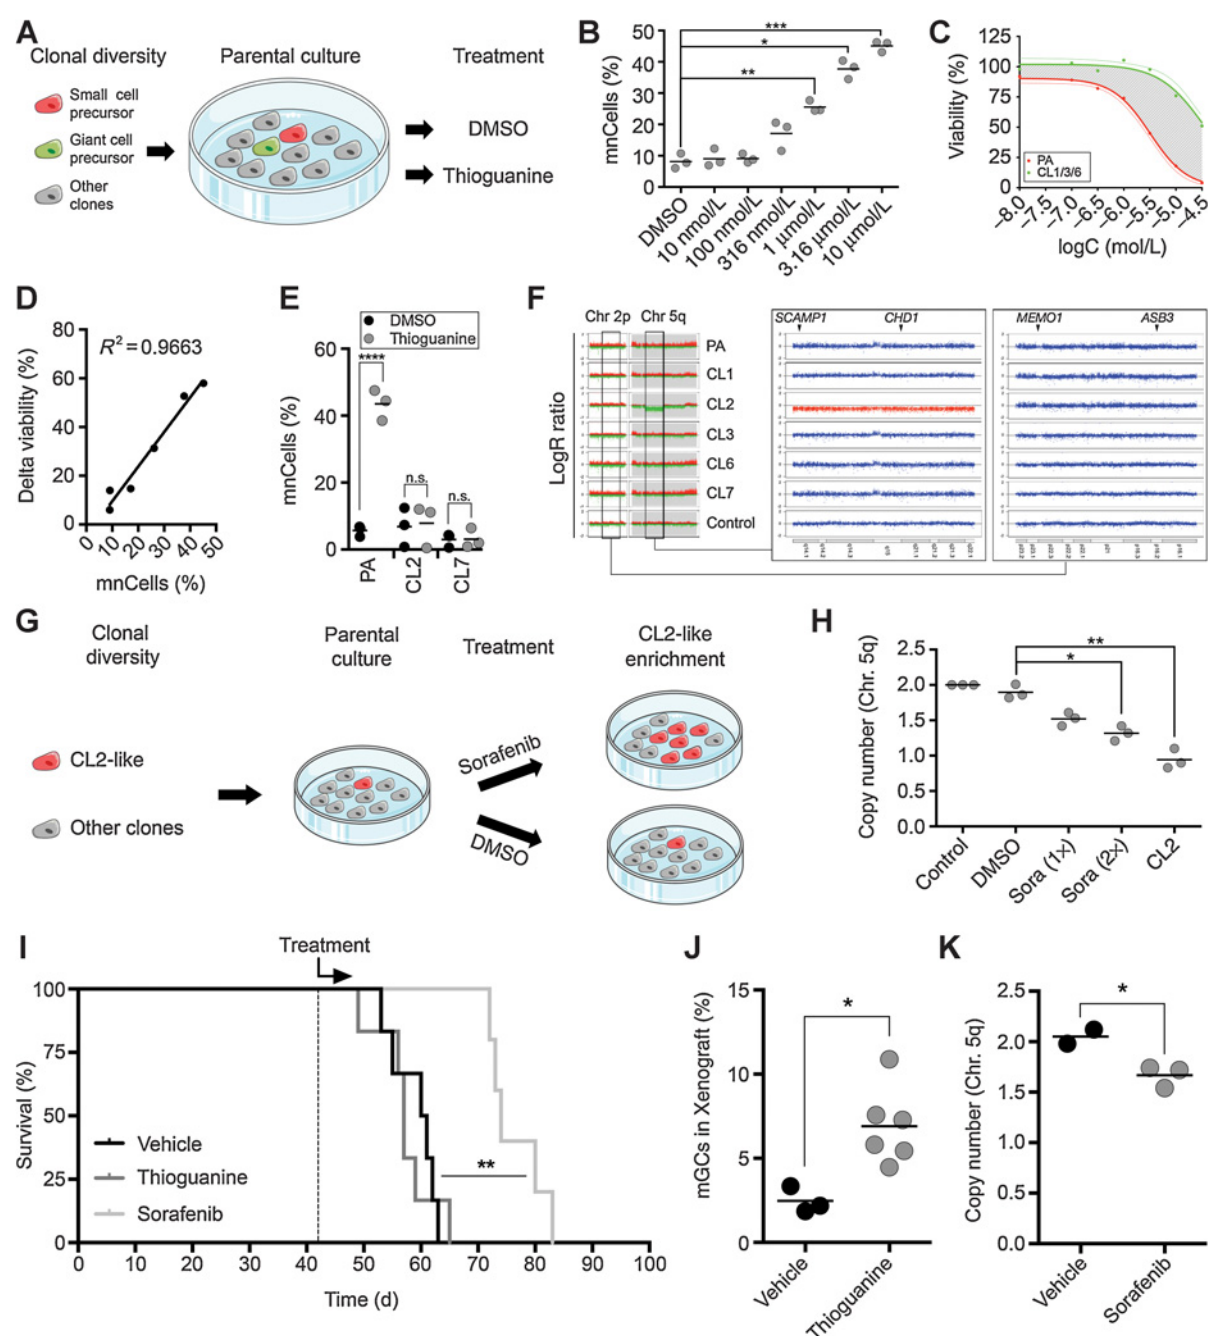 A
Clonal diversity
Parental culture
Treatment
Small cell
precursor
Giant cell
precursor
Other
clones
DMSO
Thioguanine
B
mnCells (%)
50
40
30
20
10
0
***
*
**
DMSO
10 nmol/L
100 nmol/L
316 nmol/L
1 μmol/L
3.16 μmol/L
10 μmol/L
C
Viability (%)
125
100
75
50
25
0
PA
CL1/3/6
−8.0
−7.5
−7.0
−6.5
−6.0
−5.5
−5.0
−4.5
logC (mol/L)
D
Delta viability (%)
80
60
40
20
0
R² = 0.9663
0 10 20 30 40 50
mnCells (%)
E
DMSO
Thioguanine
mnCells (%)
60
40
20
0
****
n.s.
n.s.
PA
CL2
CL7
F
Chr 2p Chr 5q
LogR ratio
PA
CL1
CL2
CL3
CL6
CL7
Control
SCAMP1 CHD1
MEMO1 ASB3
G
Clonal
diversity
Parental
culture
Treatment
CL2-like
enrichment
CL2-like
Other clones
Sorafenib
DMSO
H
Copy number (Chr. 5q)
2.5
2.0
1.5
1.0
0.5
0.0
**
*
Control
DMSO
Sora (1×)
Sora (2×)
CL2
I
Treatment
Survival (%)
100
75
50
25
0
Vehicle
Thioguanine
Sorafenib
**
0 10 20 30 40 50 60 70 80 90 100
Time (d)
J
mGCs in Xenograft (%)
15
10
5
0
*
Vehicle
Thioguanine
K
Copy number (Chr. 5q)
2.5
2.0
1.5
1.0
0.5
0.0
*
Vehicle
Sorafenib